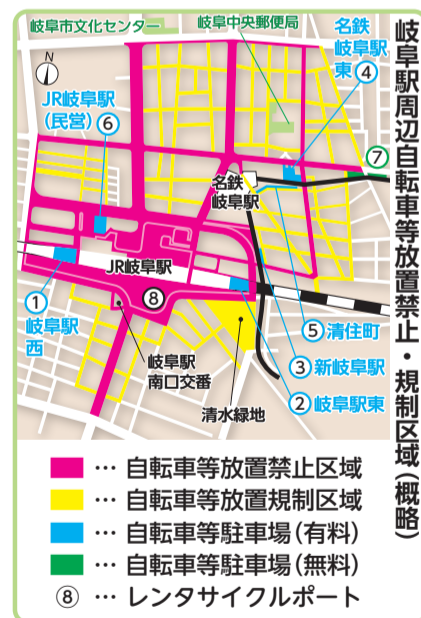 岐阜駅周辺自転車等放置禁止・規制区域(概略)
岐阜市文化センター
岐阜中央郵便局
名鉄
岐阜駅
東④
N
JR岐阜駅
(民営)⑥
⑦
名鉄
岐阜駅
JR岐阜駅
①
岐阜駅
西
⑧
⑤清住町
岐阜駅
南口交番
③新岐阜駅
清水緑地
②岐阜駅東
… 自転車等放置禁止区域
… 自転車等放置規制区域
… 自転車等駐車場(有料)
… 自転車等駐車場(無料)
⑧ … レンタサイクルポート